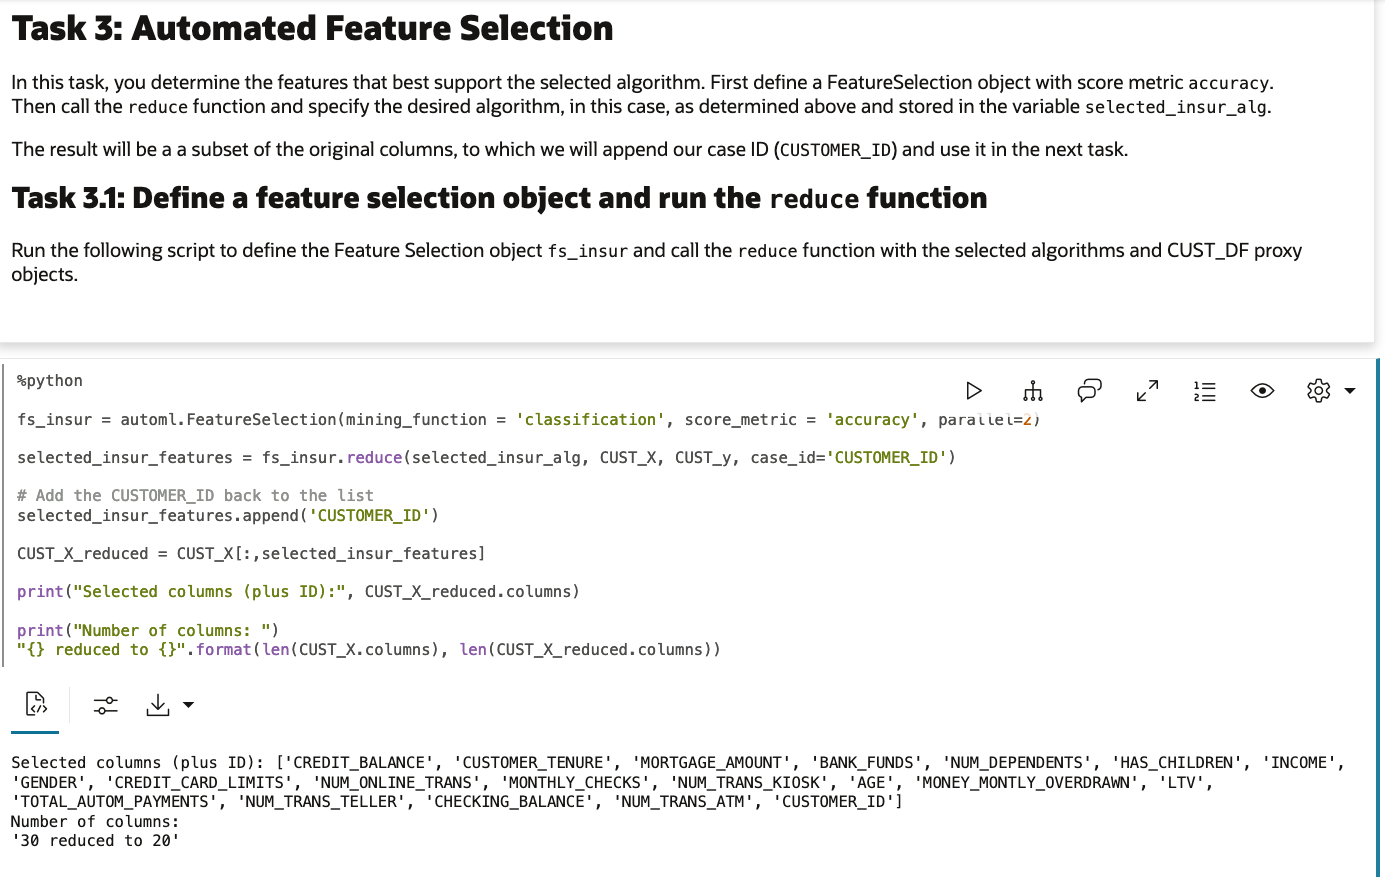 Task 3: Automated Feature Selection
In this task, you determine the features that best support the selected algorithm. First define a FeatureSelection object with score metric accuracy.
Then call the reduce function and specify the desired algorithm, in this case, as determined above and stored in the variable selected_insur_alg.
The result will be a a subset of the original columns, to which we will append our case ID (CUSTOMER_ID) and use it in the next task.
Task 3.1: Define a feature selection object and run the reduce function
Run the following script to define the Feature Selection object fs_insur and call the reduce function with the selected algorithms and CUST_DF proxy
objects.
%python
fs_insur = automl.FeatureSelection(mining_function = 'classification', score_metric = 'accuracy', parallel=2)
selected_insur_features = fs_insur.reduce(selected_insur_alg, CUST_X, CUST_y, case_id='CUSTOMER_ID')
# Add the CUSTOMER_ID back to the list
selected_insur_features.append('CUSTOMER_ID')
CUST_X_reduced = CUST_X[:,selected_insur_features]
print("Selected columns (plus ID):", CUST_X_reduced.columns)
print("Number of columns: ")
"{} reduced to {}".format(len(CUST_X.columns), len(CUST_X_reduced.columns))
Selected columns (plus ID): ['CREDIT_BALANCE', 'CUSTOMER_TENURE', 'MORTGAGE_AMOUNT', 'BANK_FUNDS', 'NUM_DEPENDENTS', 'HAS_CHILDREN', 'INCOME',
'GENDER', 'CREDIT_CARD_LIMITS', 'NUM_ONLINE_TRANS', 'MONTHLY_CHECKS', 'NUM_TRANS_KIOSK', 'AGE', 'MONEY_MONTLY_OVERDRAWN', 'LTV',
'TOTAL_AUTOM_PAYMENTS', 'NUM_TRANS_TELLER', 'CHECKING_BALANCE', 'NUM_TRANS_ATM', 'CUSTOMER_ID']
Number of columns:
'30 reduced to 20'